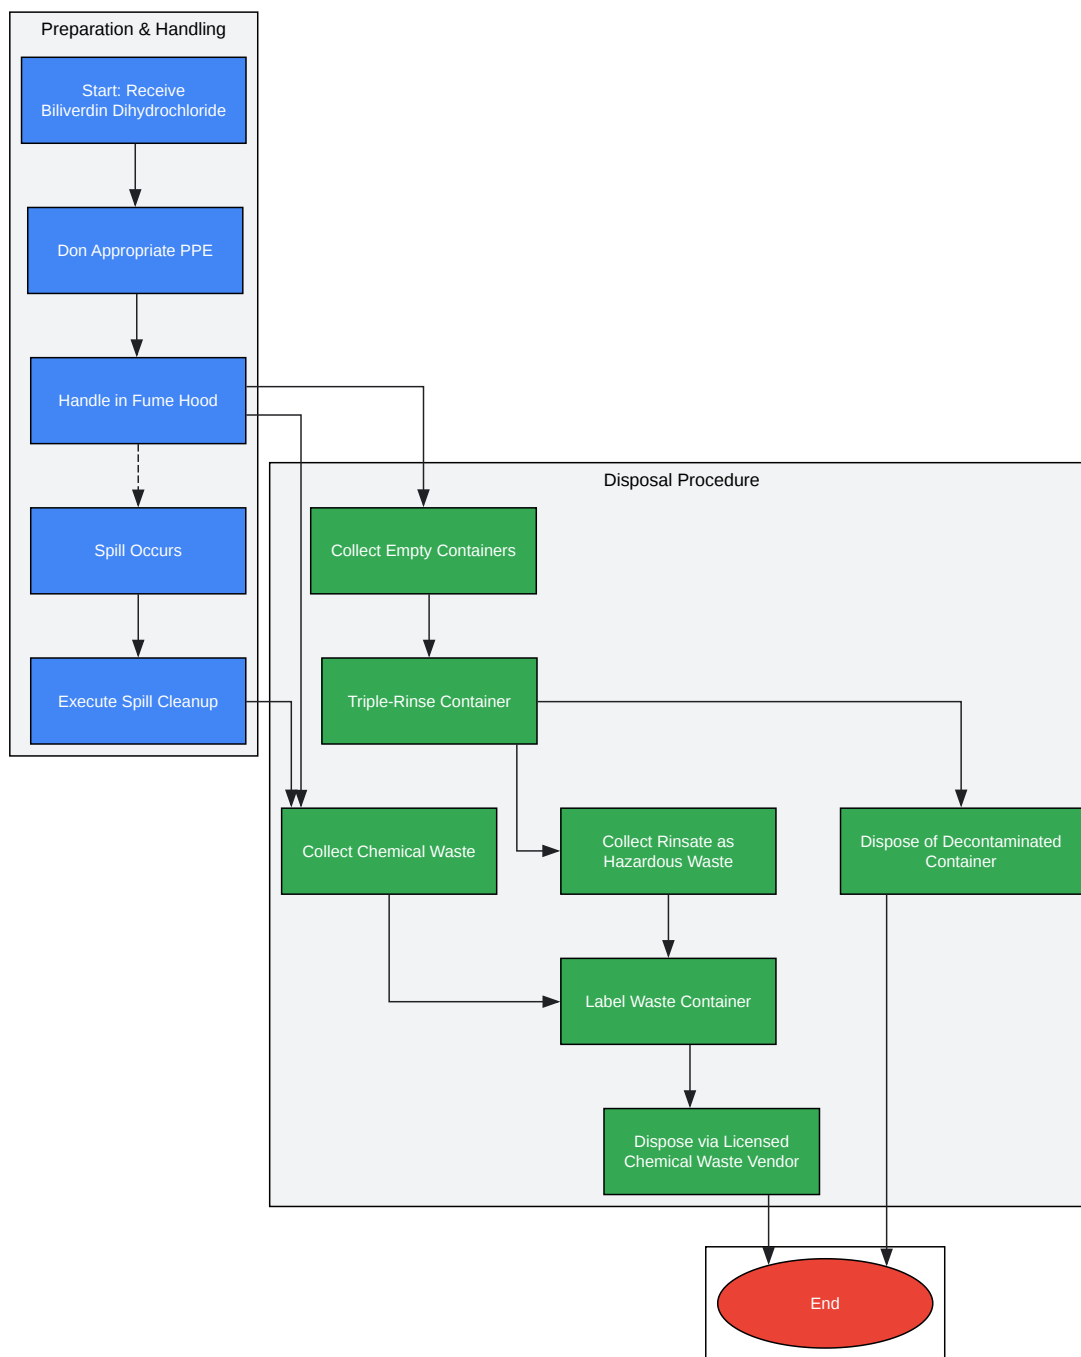 Preparation & Handling
Start: Receive
Biliverdin Dihydrochloride
Don Appropriate PPE
Handle in Fume Hood
Spill Occurs
Execute Spill Cleanup
Disposal Procedure
Collect Empty Containers
Triple-Rinse Container
Collect Chemical Waste
Collect Rinsate as
Hazardous Waste
Dispose of Decontaminated
Container
Label Waste Container
Dispose via Licensed
Chemical Waste Vendor
End